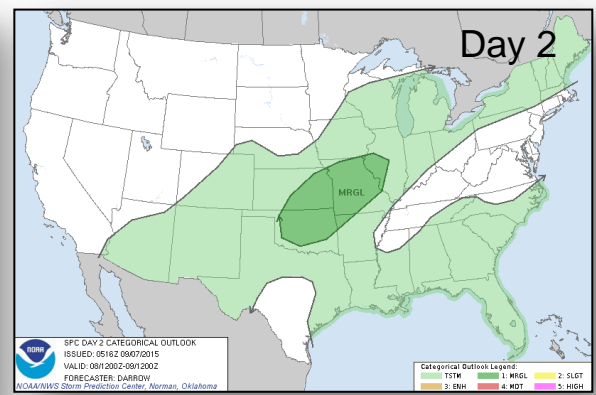 Day 2
MRGL
NOAA
SPC DAY 2 CATEGORICAL OUTLOOK
ISSUED: 0516Z 09/07/2015
VALID: 08/1200Z-09/1200Z
FORECASTER: DARROW
NOAA/NWS Storm Prediction Center, Norman, Oklahoma
Categorical Outlook Legend:
TSTM 1: MRGL 2: SLGT
3: ENH 4: MDT 5: HIGH